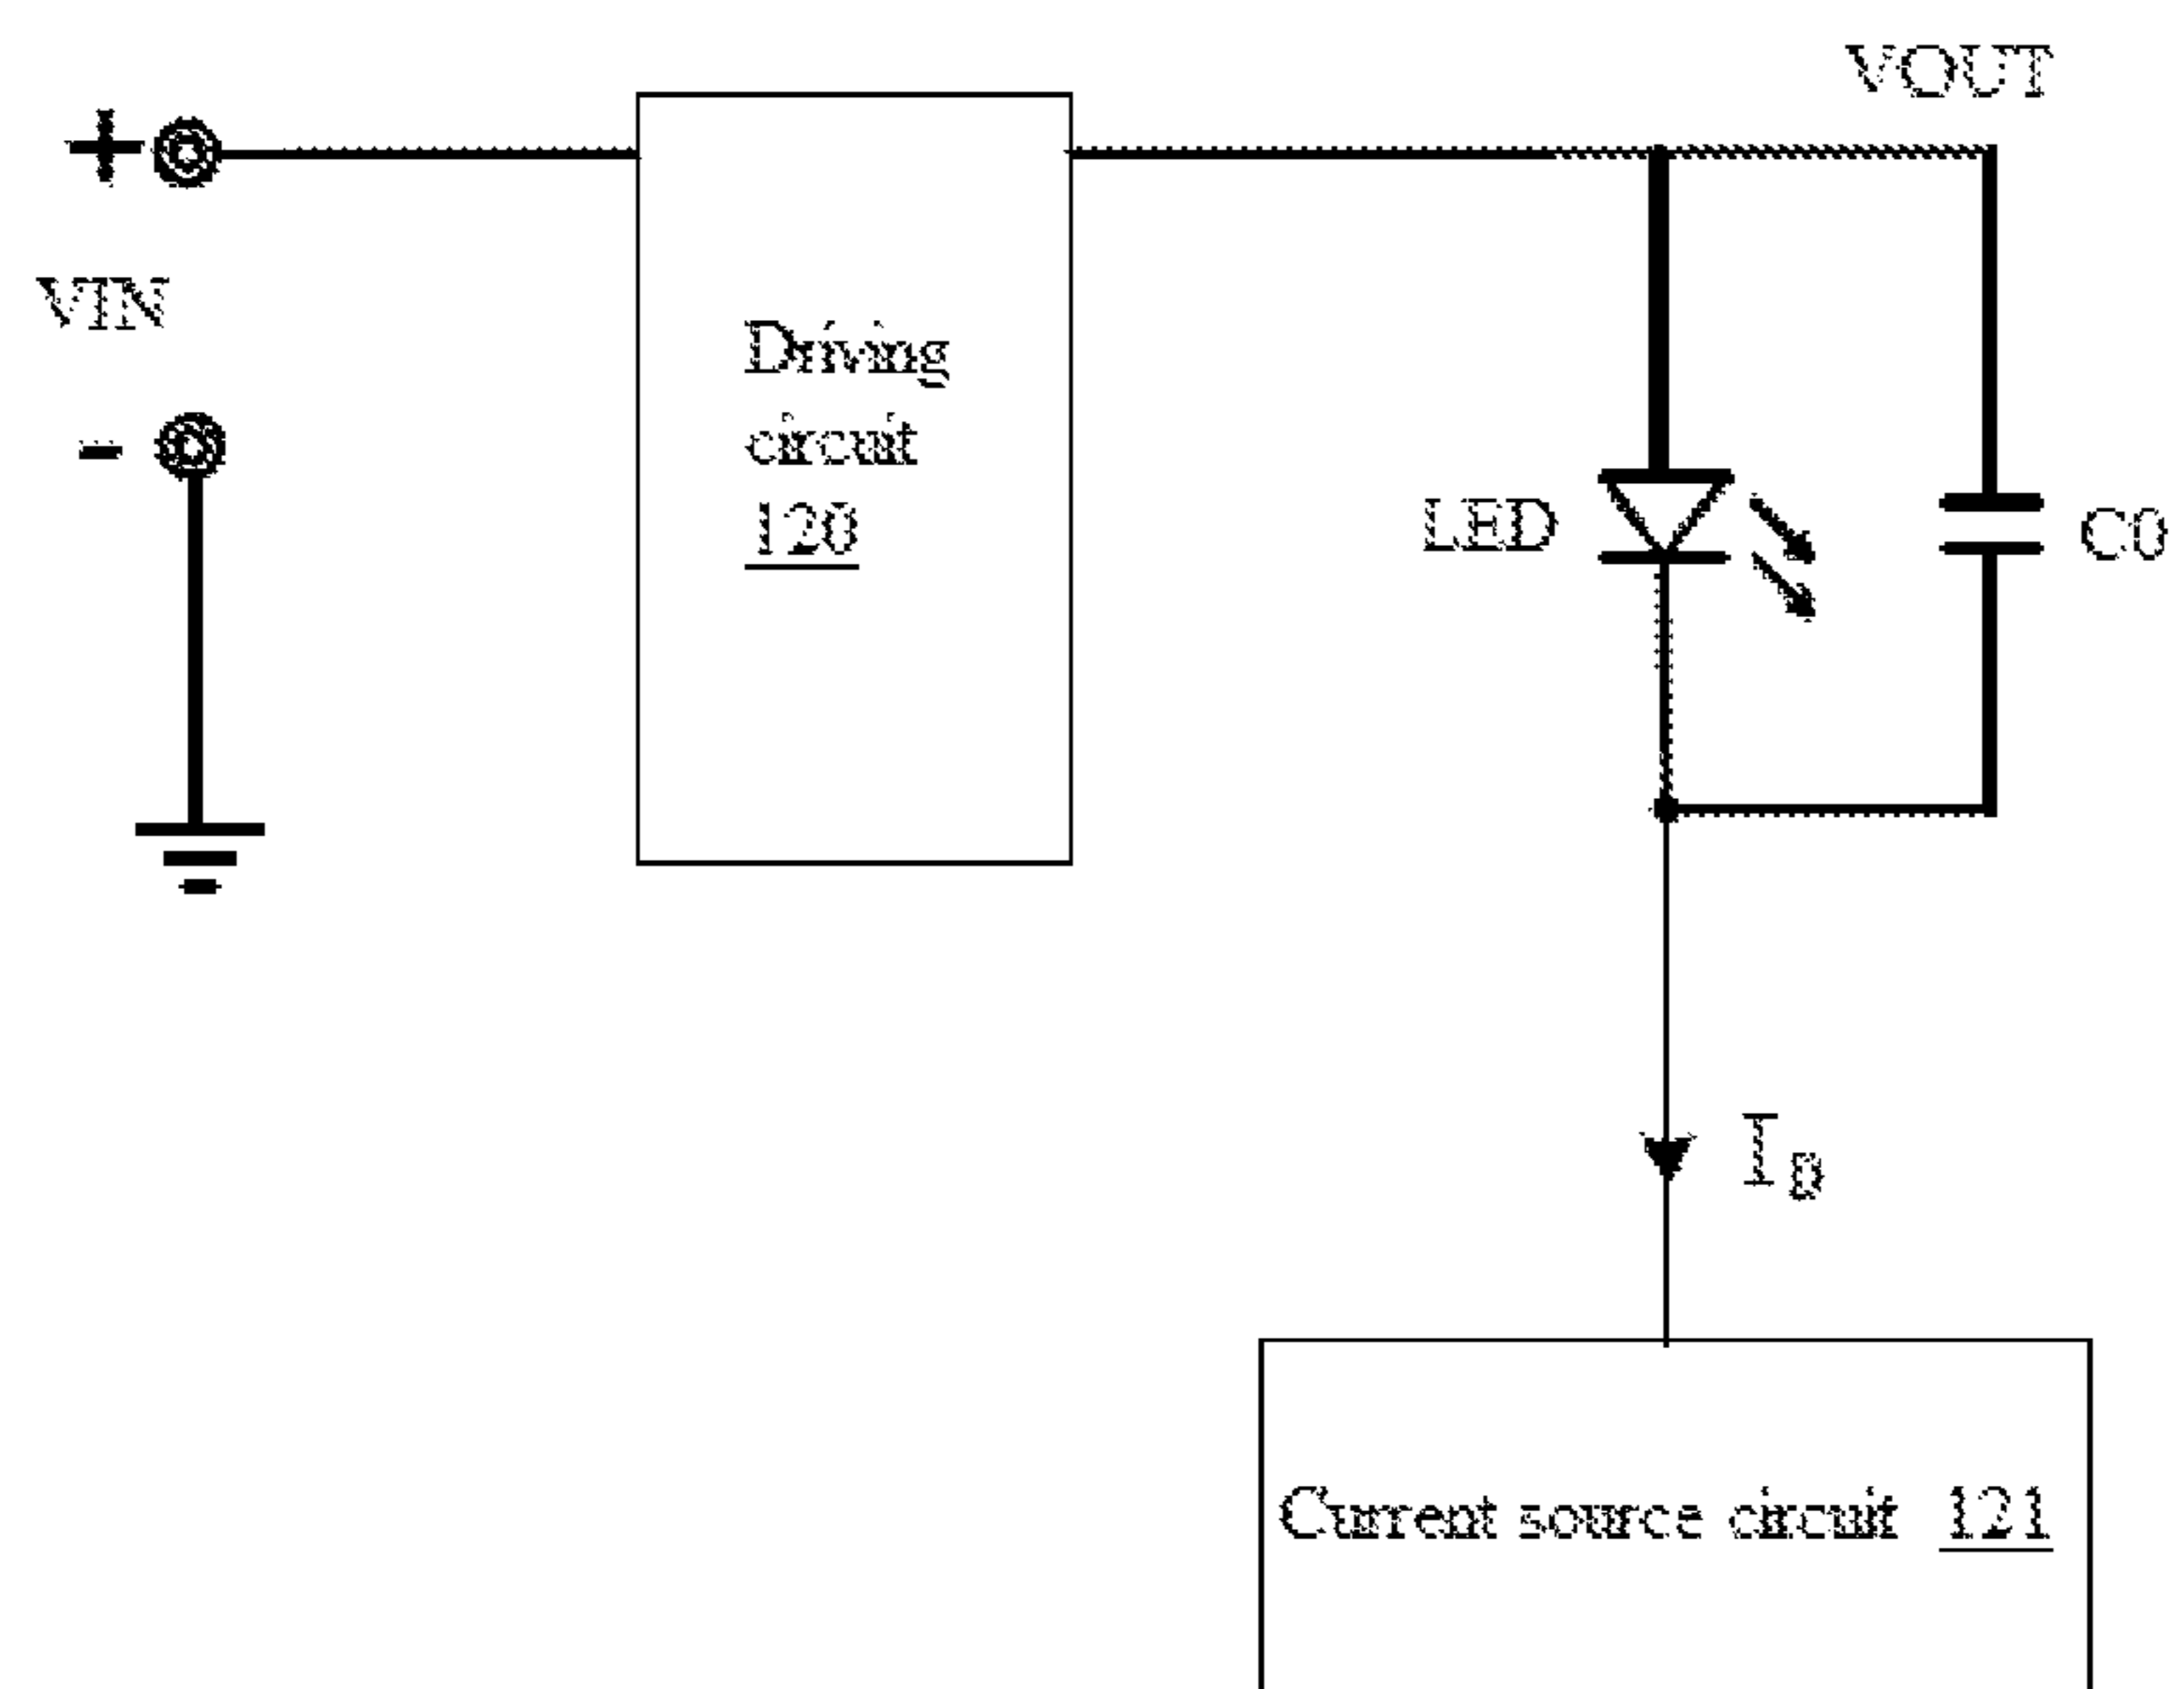 VOUT
+
VIN
-
Driving
circuit
120
LED
C0
I0
Current source circuit 121